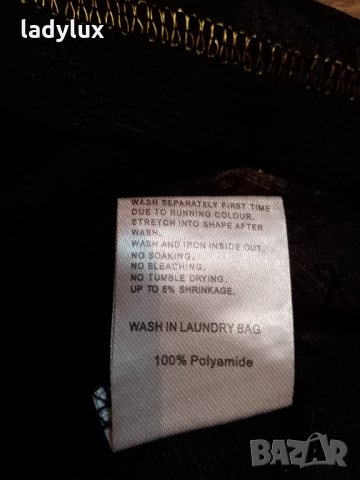 ladylux
WASH SEPARATELY FIRST TIME
DUE TO RUNNING COLOUR.
STRETCH INTO SHAPE AFTER
WASH.
WASH AND IRON INSIDE OUT.
NO SOAKING.
NO BLEACHING.
NO TUMBLE DRYING.
UP TO 5% SHRINKAGE.
WASH IN LAUNDRY BAG
100% Polyamide
BAZAR